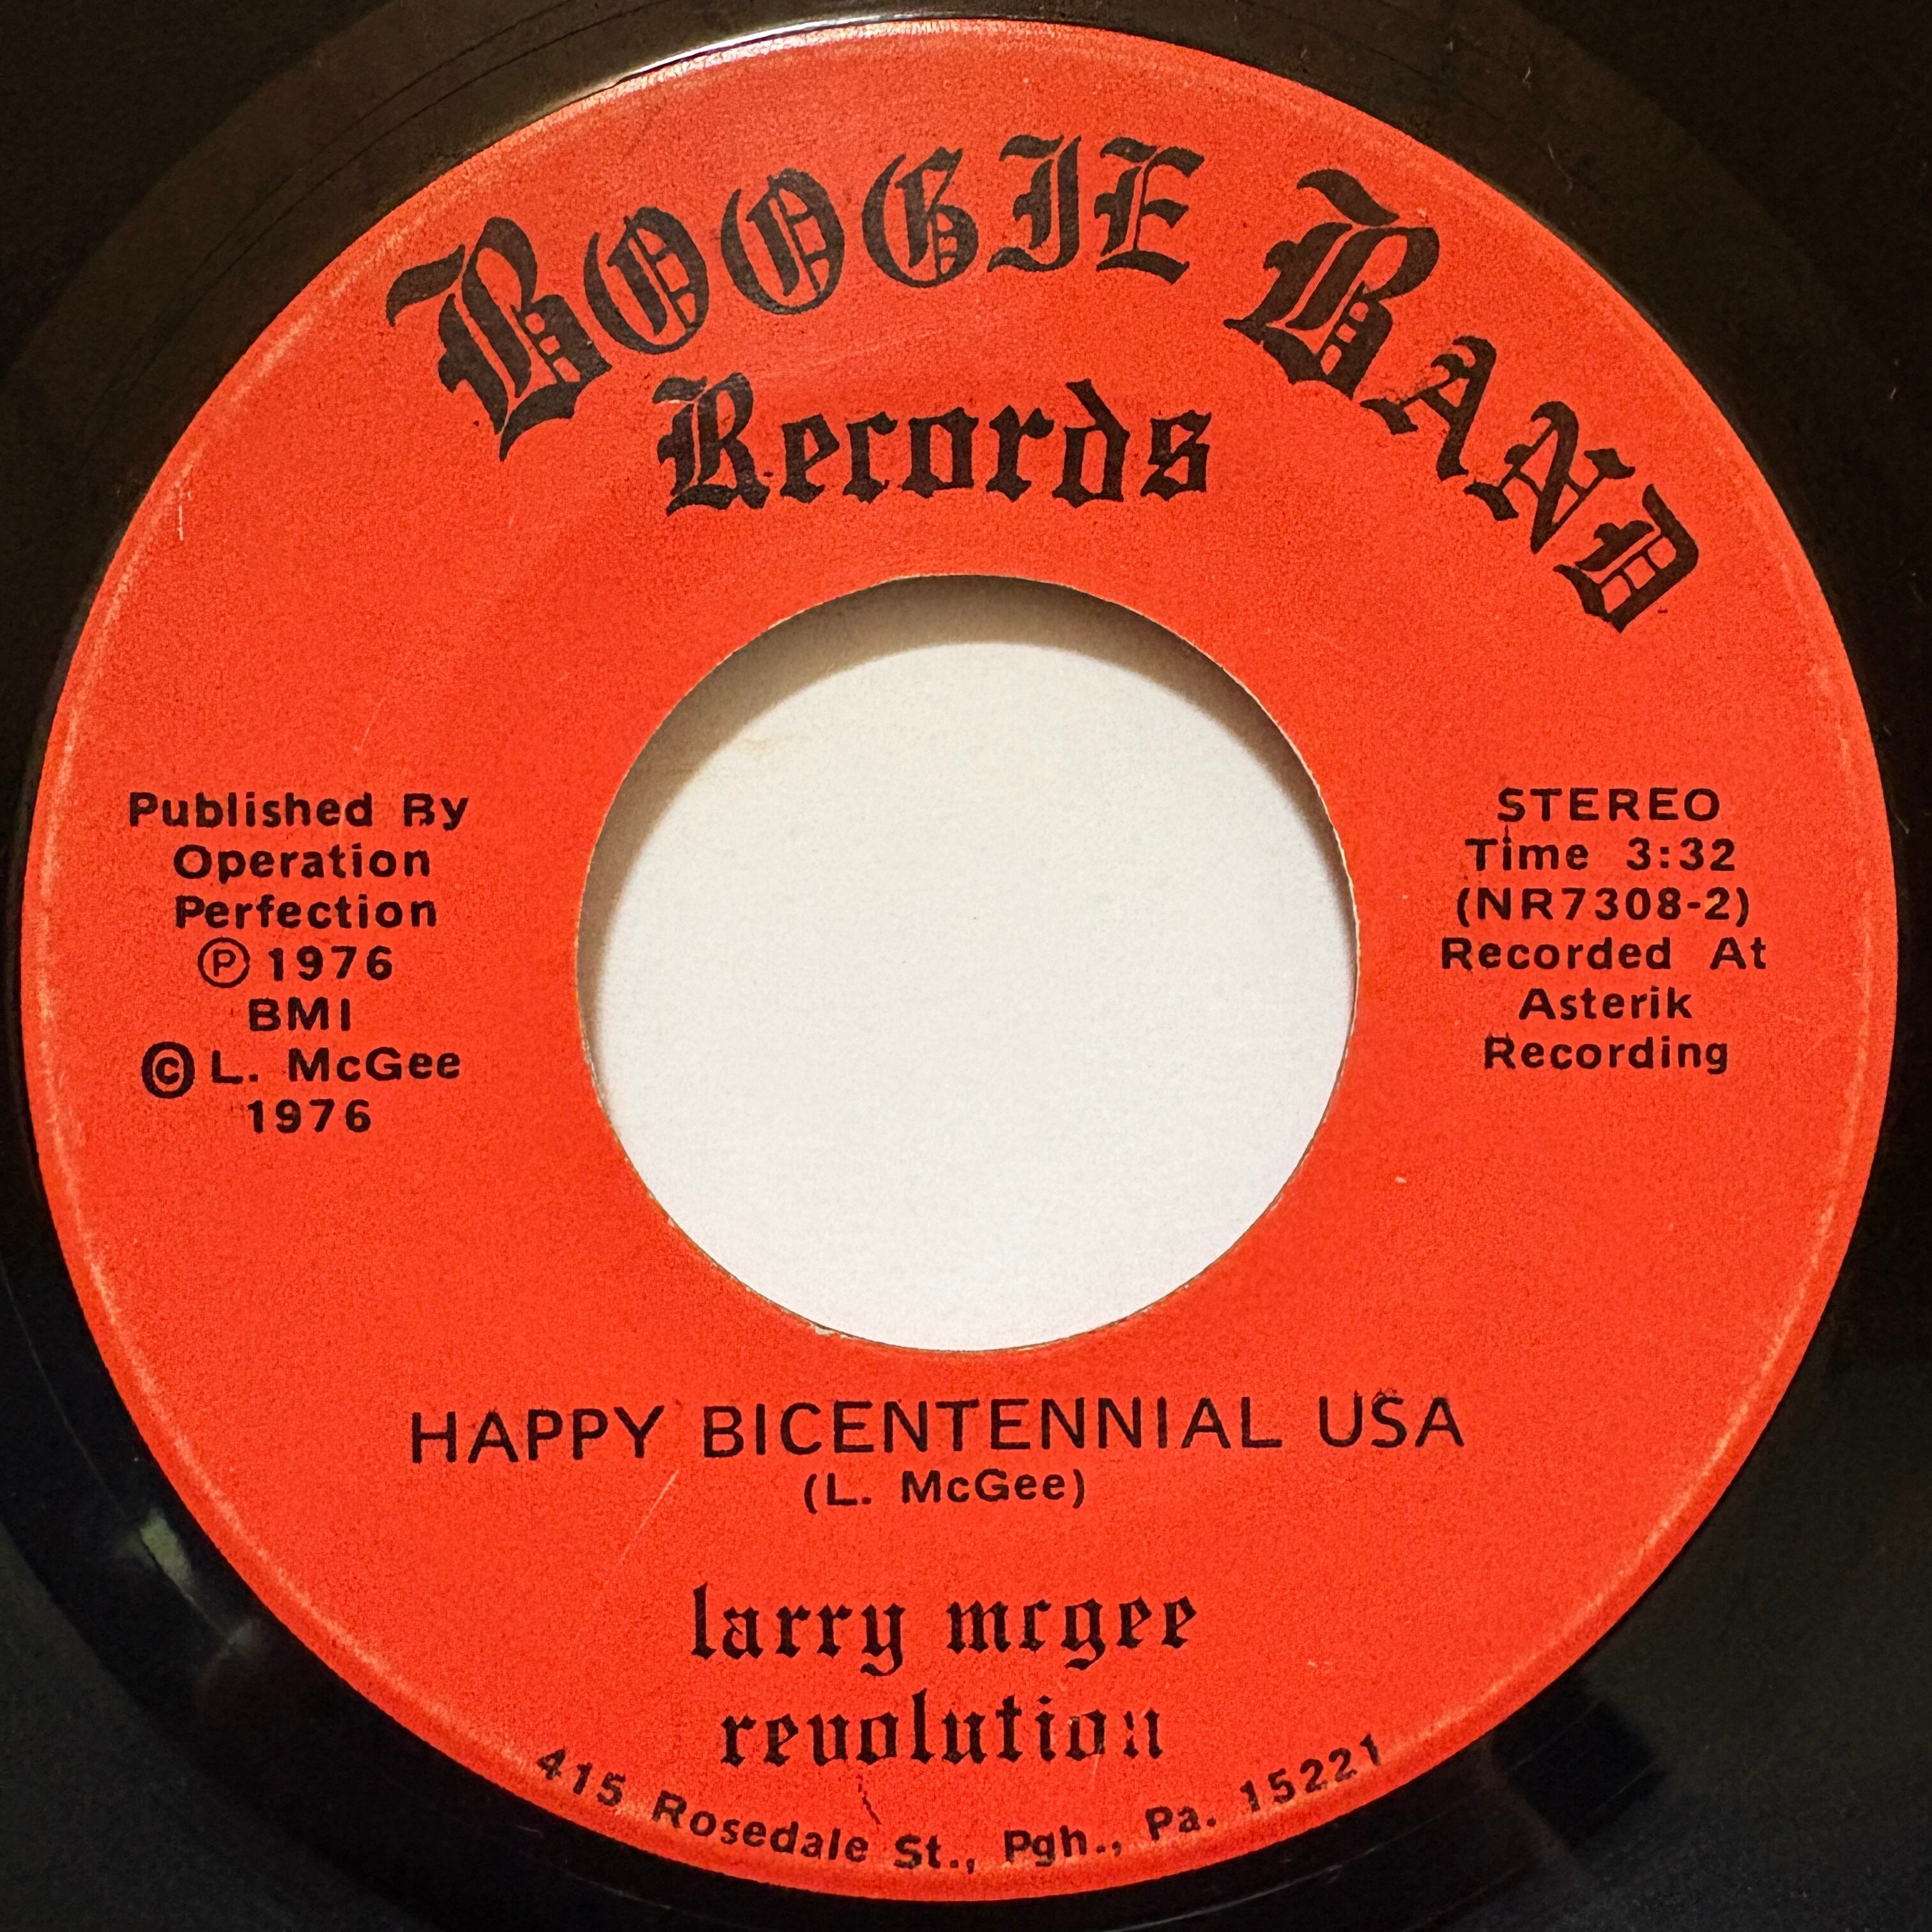 BOOGIE BAND
Records
Published By
Operation
Perfection
Ⓟ 1976
BMI
© L. McGee
1976
STEREO
Time 3:32
(NR7308-2)
Recorded At
Asterik
Recording
HAPPY BICENTENNIAL USA
(L. McGee)
larry mcgee
revolution
415 Rosedale St., Pgh., Pa. 15221